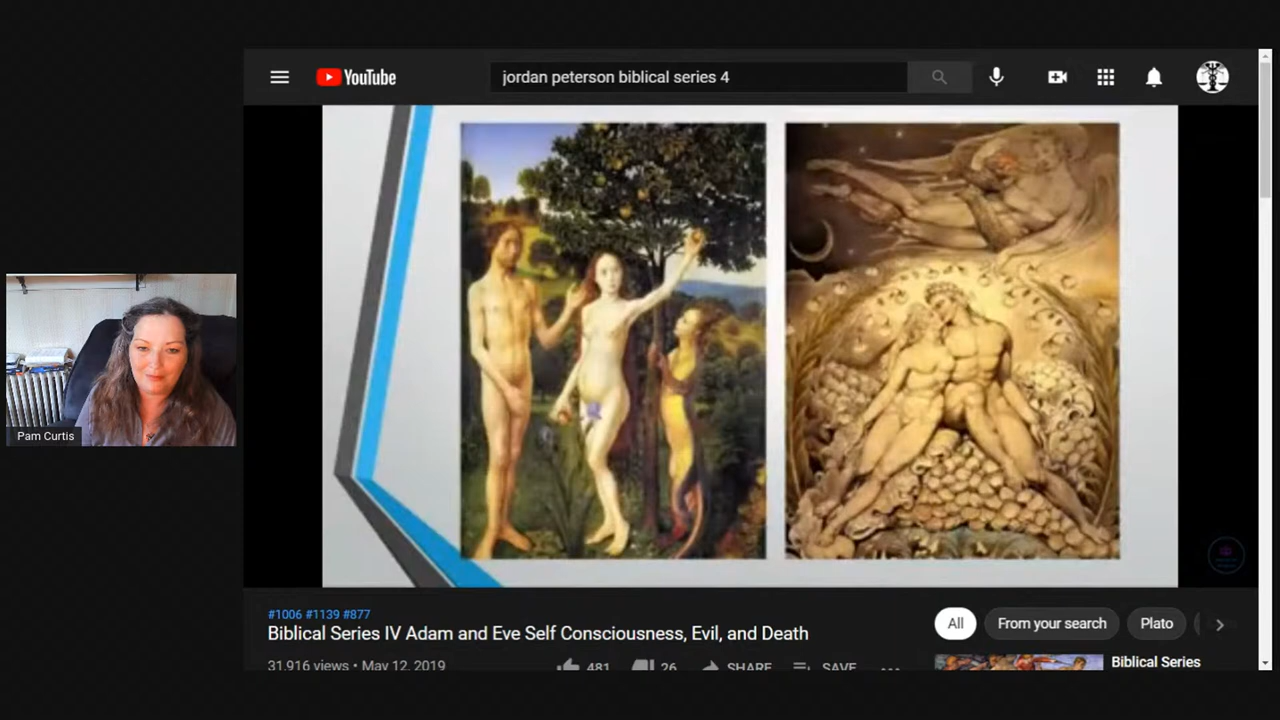 YouTube
jordan peterson biblical series 4
Pam Curtis
#1006 #1139 #877
Biblical Series IV Adam and Eve Self Consciousness, Evil, and Death
31,916 views • May 12, 2019
481
26
SHARE
SAVE
All
From your search
Plato
Biblical Series